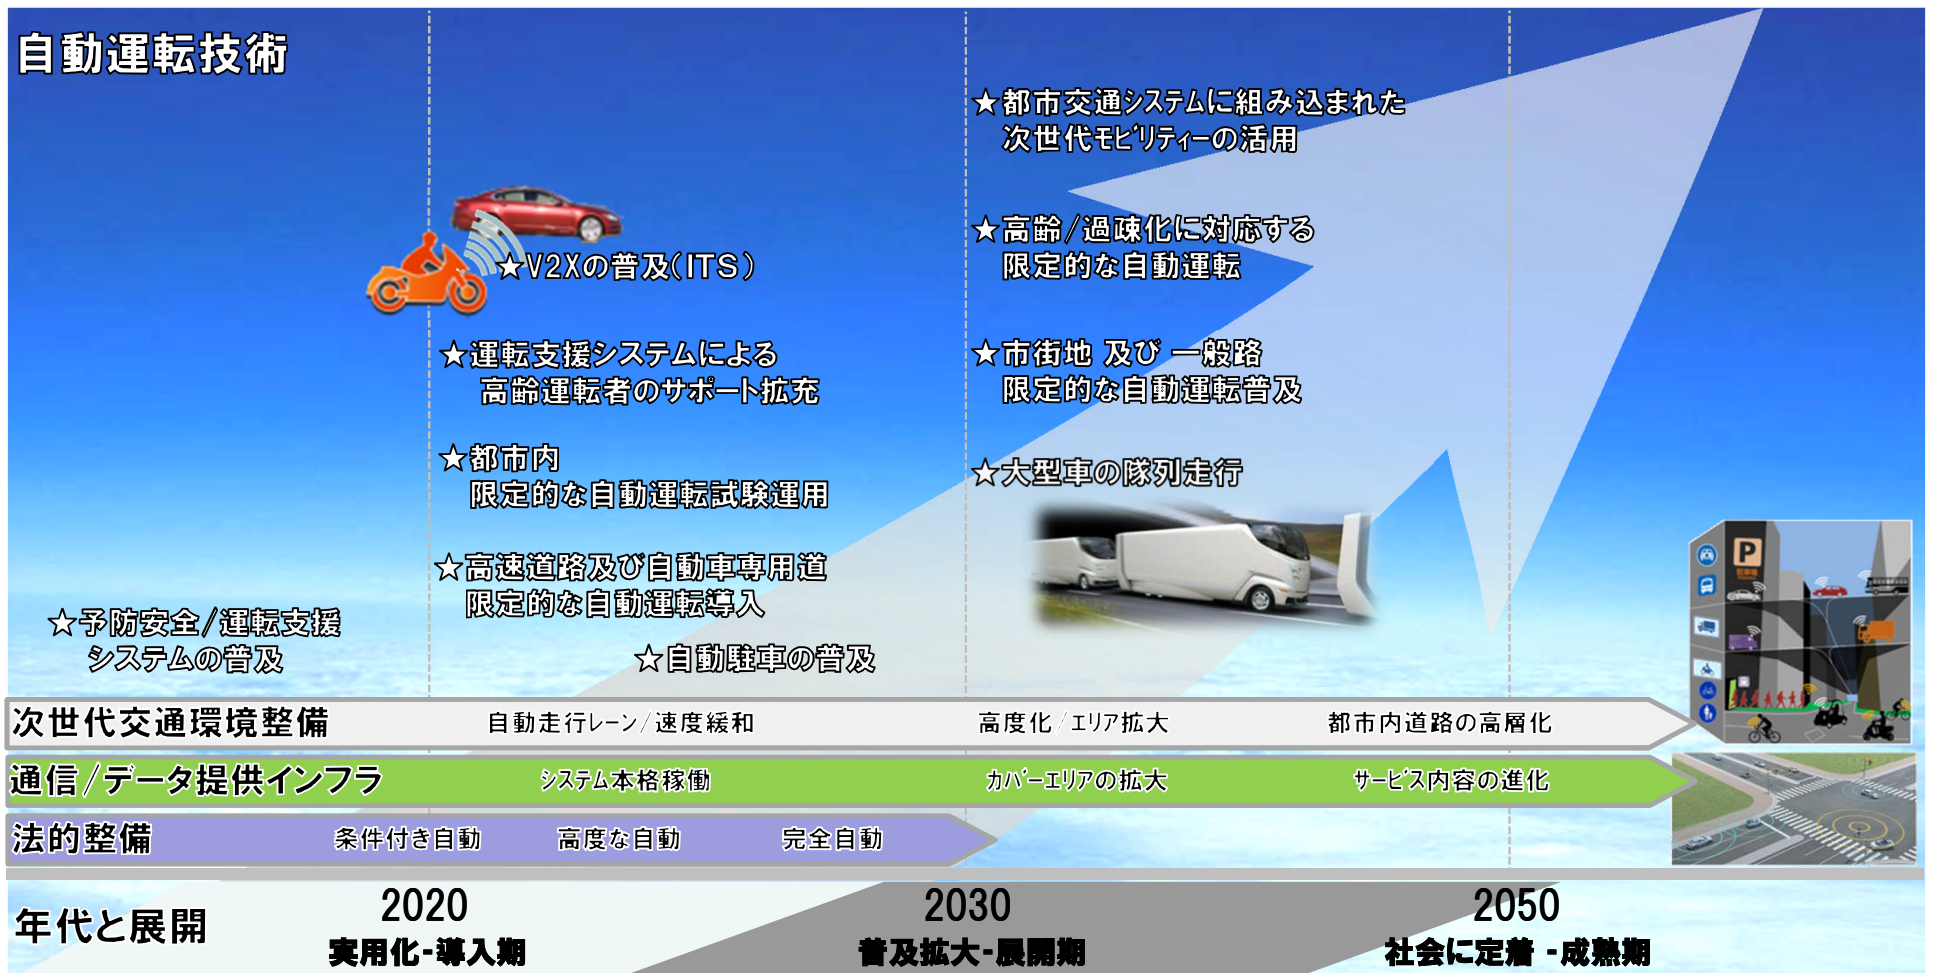 自動運転技術
★都市交通システムに組み込まれた
次世代モビリティーの活用
★V2Xの普及(ITS)
★高齢/過疎化に対応する
限定的な自動運転
★運転支援システムによる
高齢運転者のサポート拡充
★市街地 及び 一般路
限定的な自動運転普及
★都市内
限定的な自動運転試験運用
★大型車の隊列走行
★高速道路及び自動車専用道
限定的な自動運転導入
★予防安全/運転支援
システムの普及
★自動駐車の普及
P
次世代交通環境整備
自動走行レーン/速度緩和
高度化/エリア拡大
都市内道路の高層化
通信/データ提供インフラ
システム本格稼働
カバーエリアの拡大
サービス内容の進化
法的整備
条件付き自動
高度な自動
完全自動
年代と展開
2020
2030
2050
実用化-導入期
普及拡大-展開期
社会に定着 -成熟期